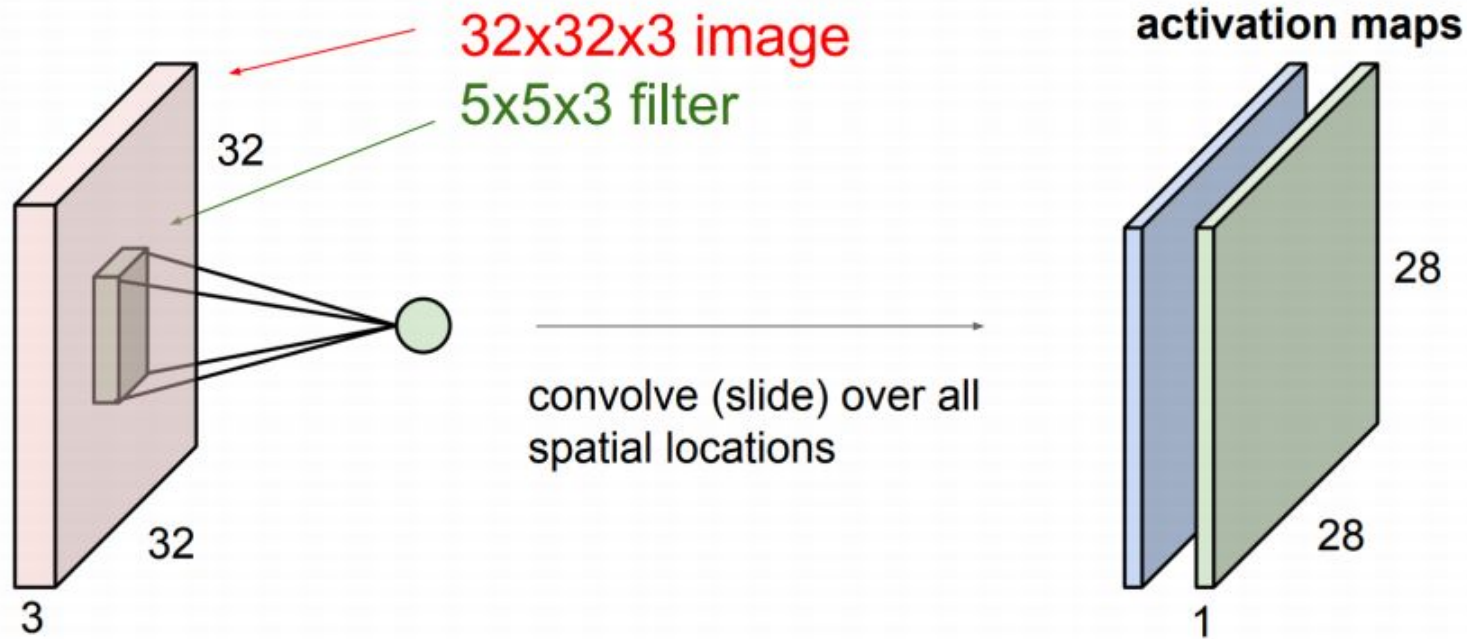 32x32x3 image
5x5x3 filter
activation maps
32
28
convolve (slide) over all
spatial locations
32
28
3
1